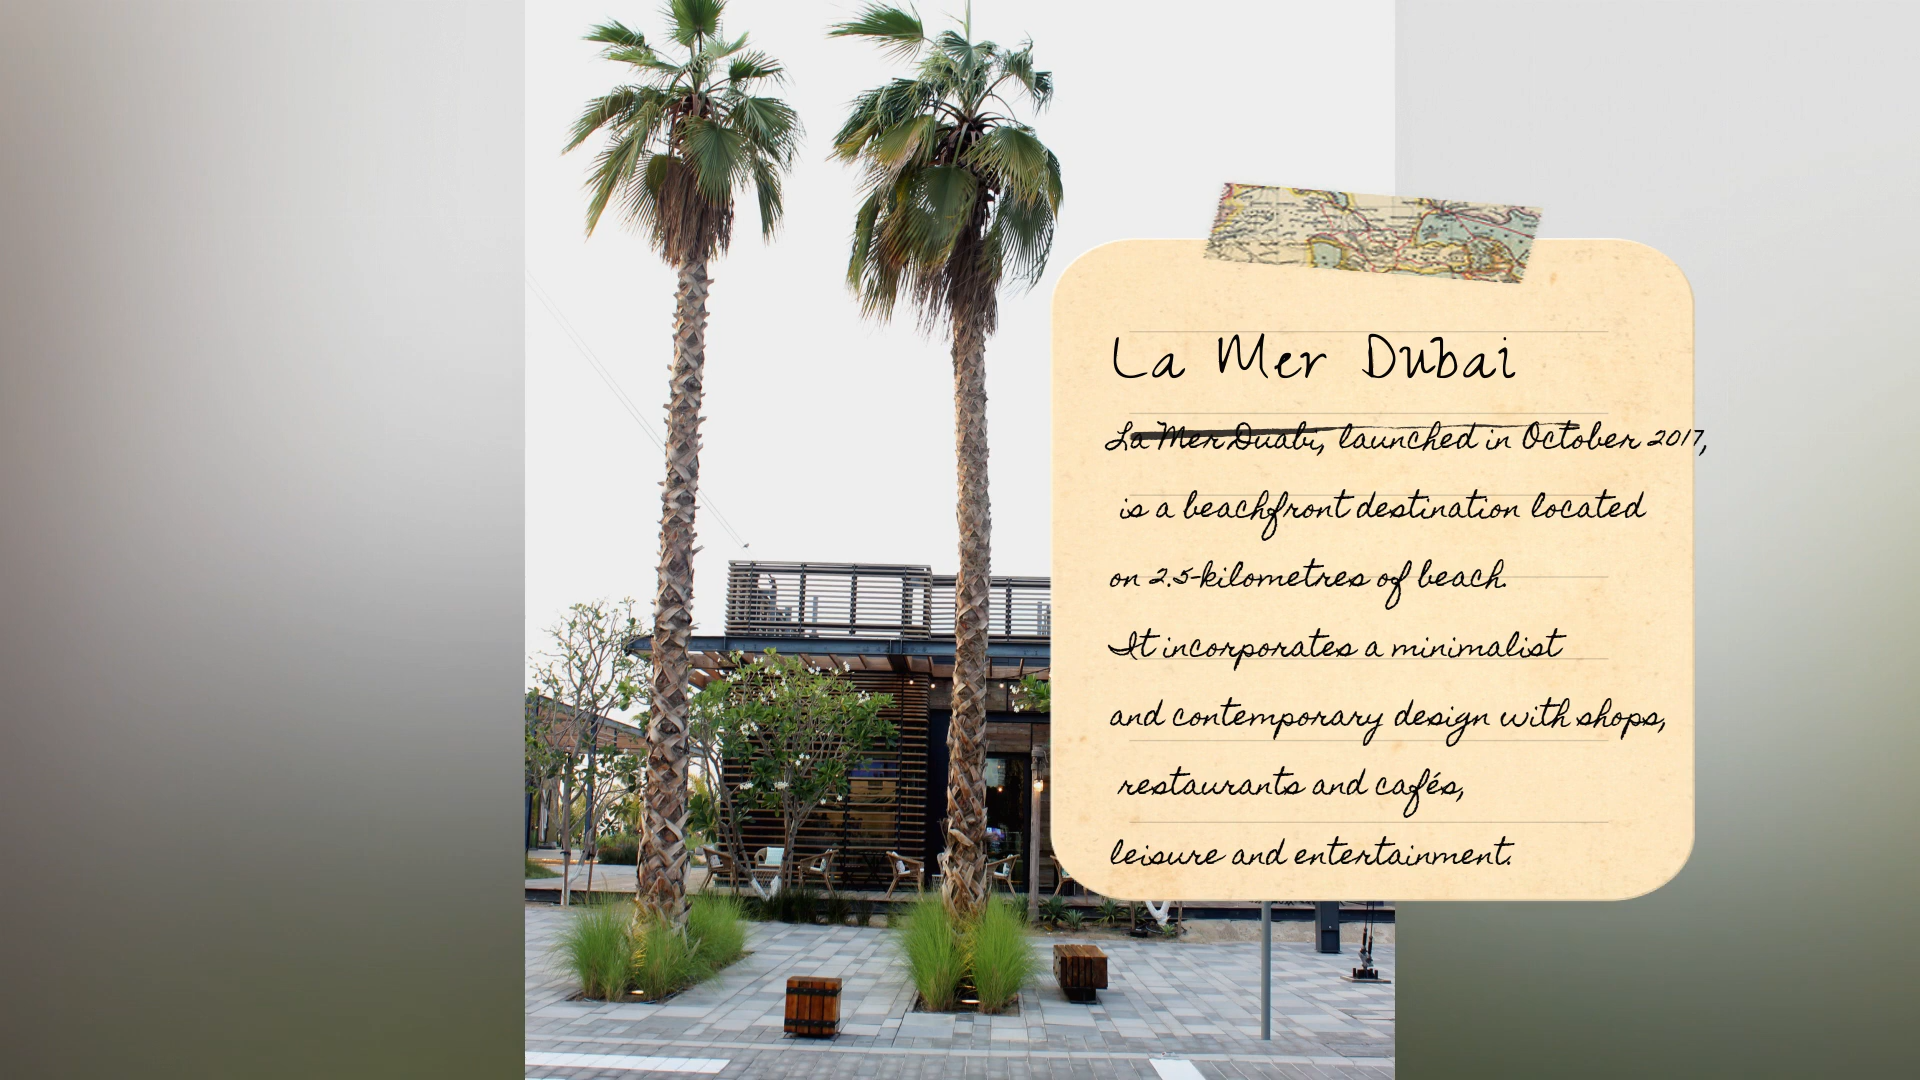 La Mer Dubai
La Mer Duabi, launched in October 2017,
is a beachfront destination located
on 2.5-kilometres of beach.
It incorporates a minimalist
and contemporary design with shops,
restaurants and cafés,
leisure and entertainment.